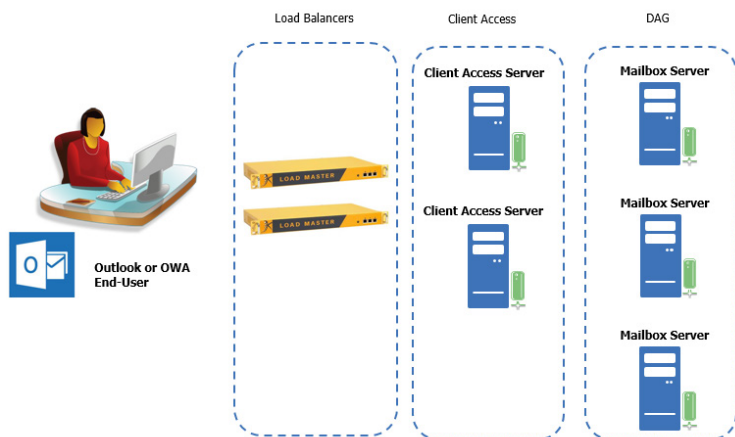 Load Balancers
Client Access
DAG
Client Access Server
Mailbox Server
LOAD MASTER
LOAD MASTER
Client Access Server
Mailbox Server
O
Outlook or OWA
End-User
Mailbox Server